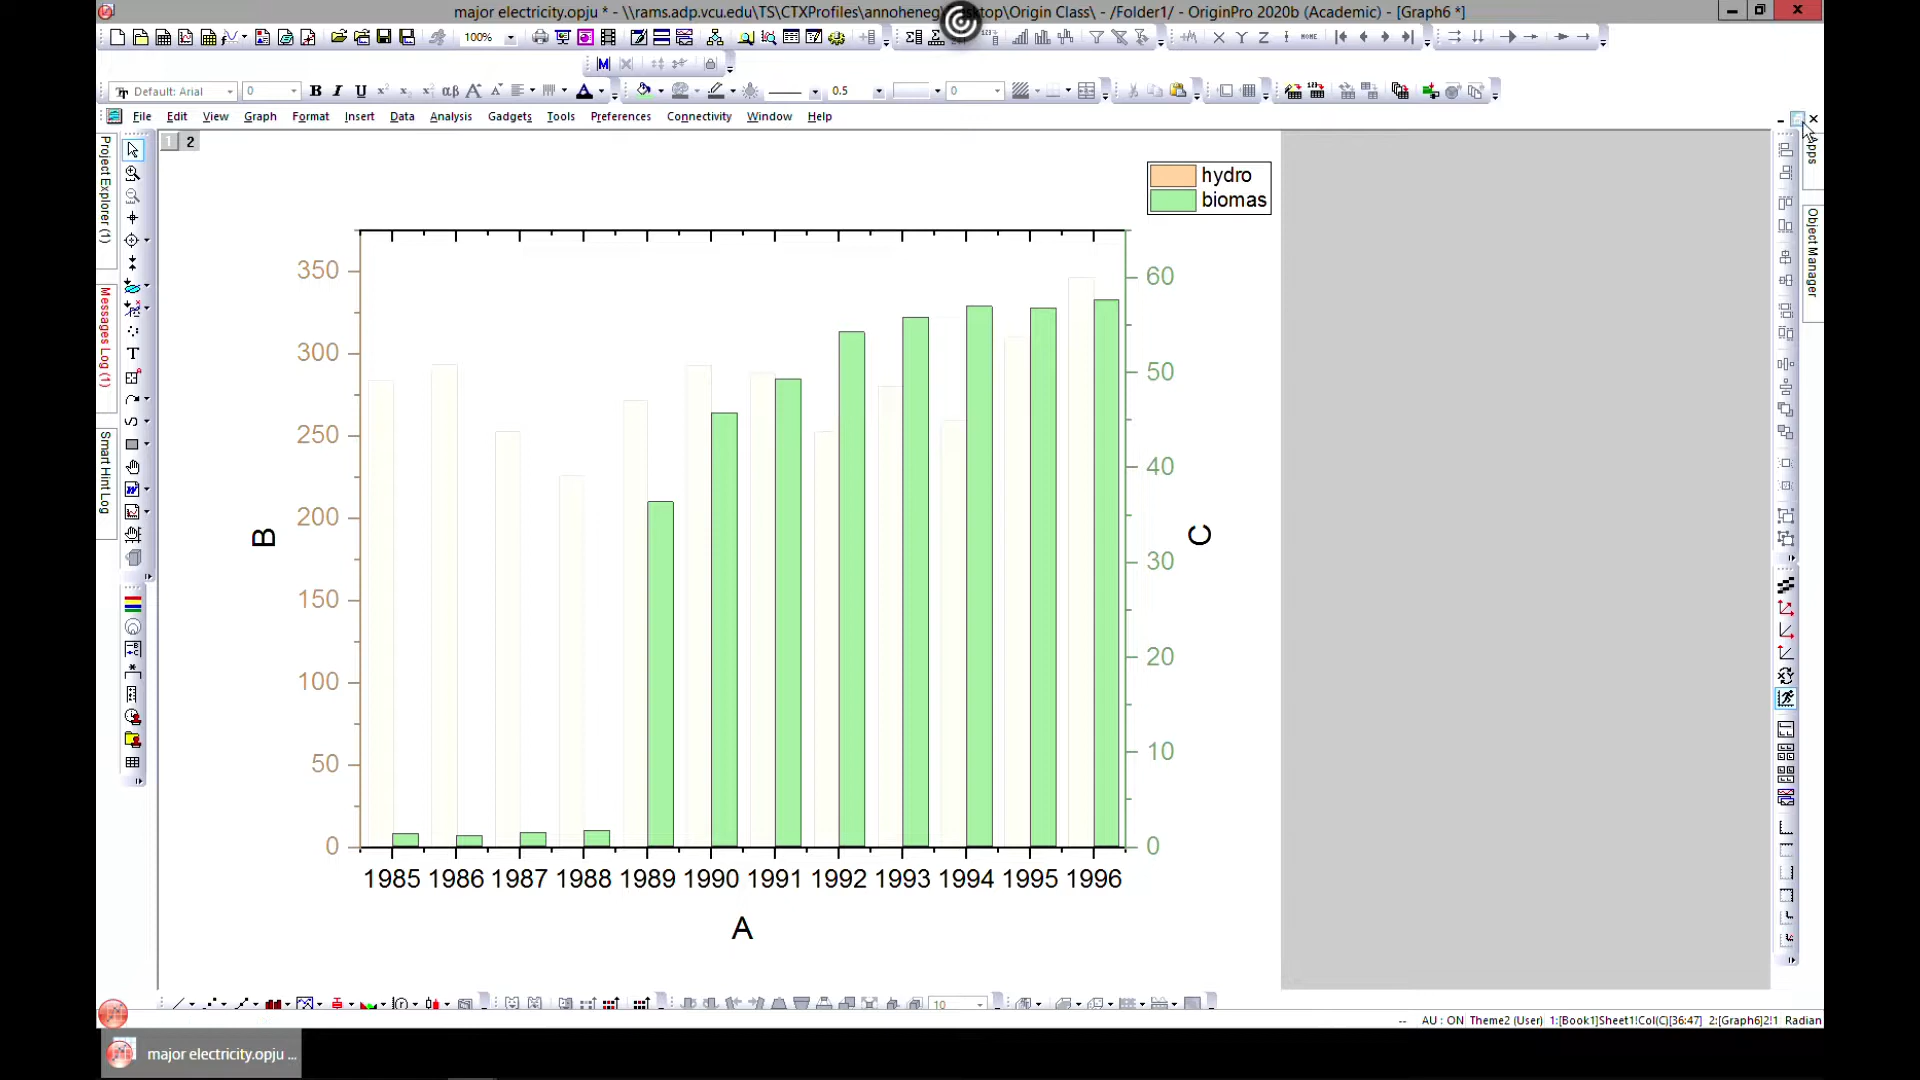 major electricity.opju * - \\rams.adp.vcu.edu\TS\CTXProfiles\annoheneg\ sktop\Origin Class\ - /Folder1/ - OriginPro 2020b (Academic) - [Graph6 *]
100%
Default: Arial 0 B I U αβ A A A 0.5 0
File Edit View Graph Format Insert Data Analysis Gadgets Tools Preferences Connectivity Window Help
1 2
Project Explorer (1)
Messages Log (1)
Smart Hint Log
Apps
Object Manager
hydro
biomas
350
300
250
200
150
100
50
0
B
60
50
40
30
20
10
0
C
1985 1986 1987 1988 1989 1990 1991 1992 1993 1994 1995 1996
A
10
-- AU : ON Theme2 (User) 1:[Book1]Sheet1!Col(C)[36:47] 2:[Graph6]2!1 Radian
major electricity.opju ...